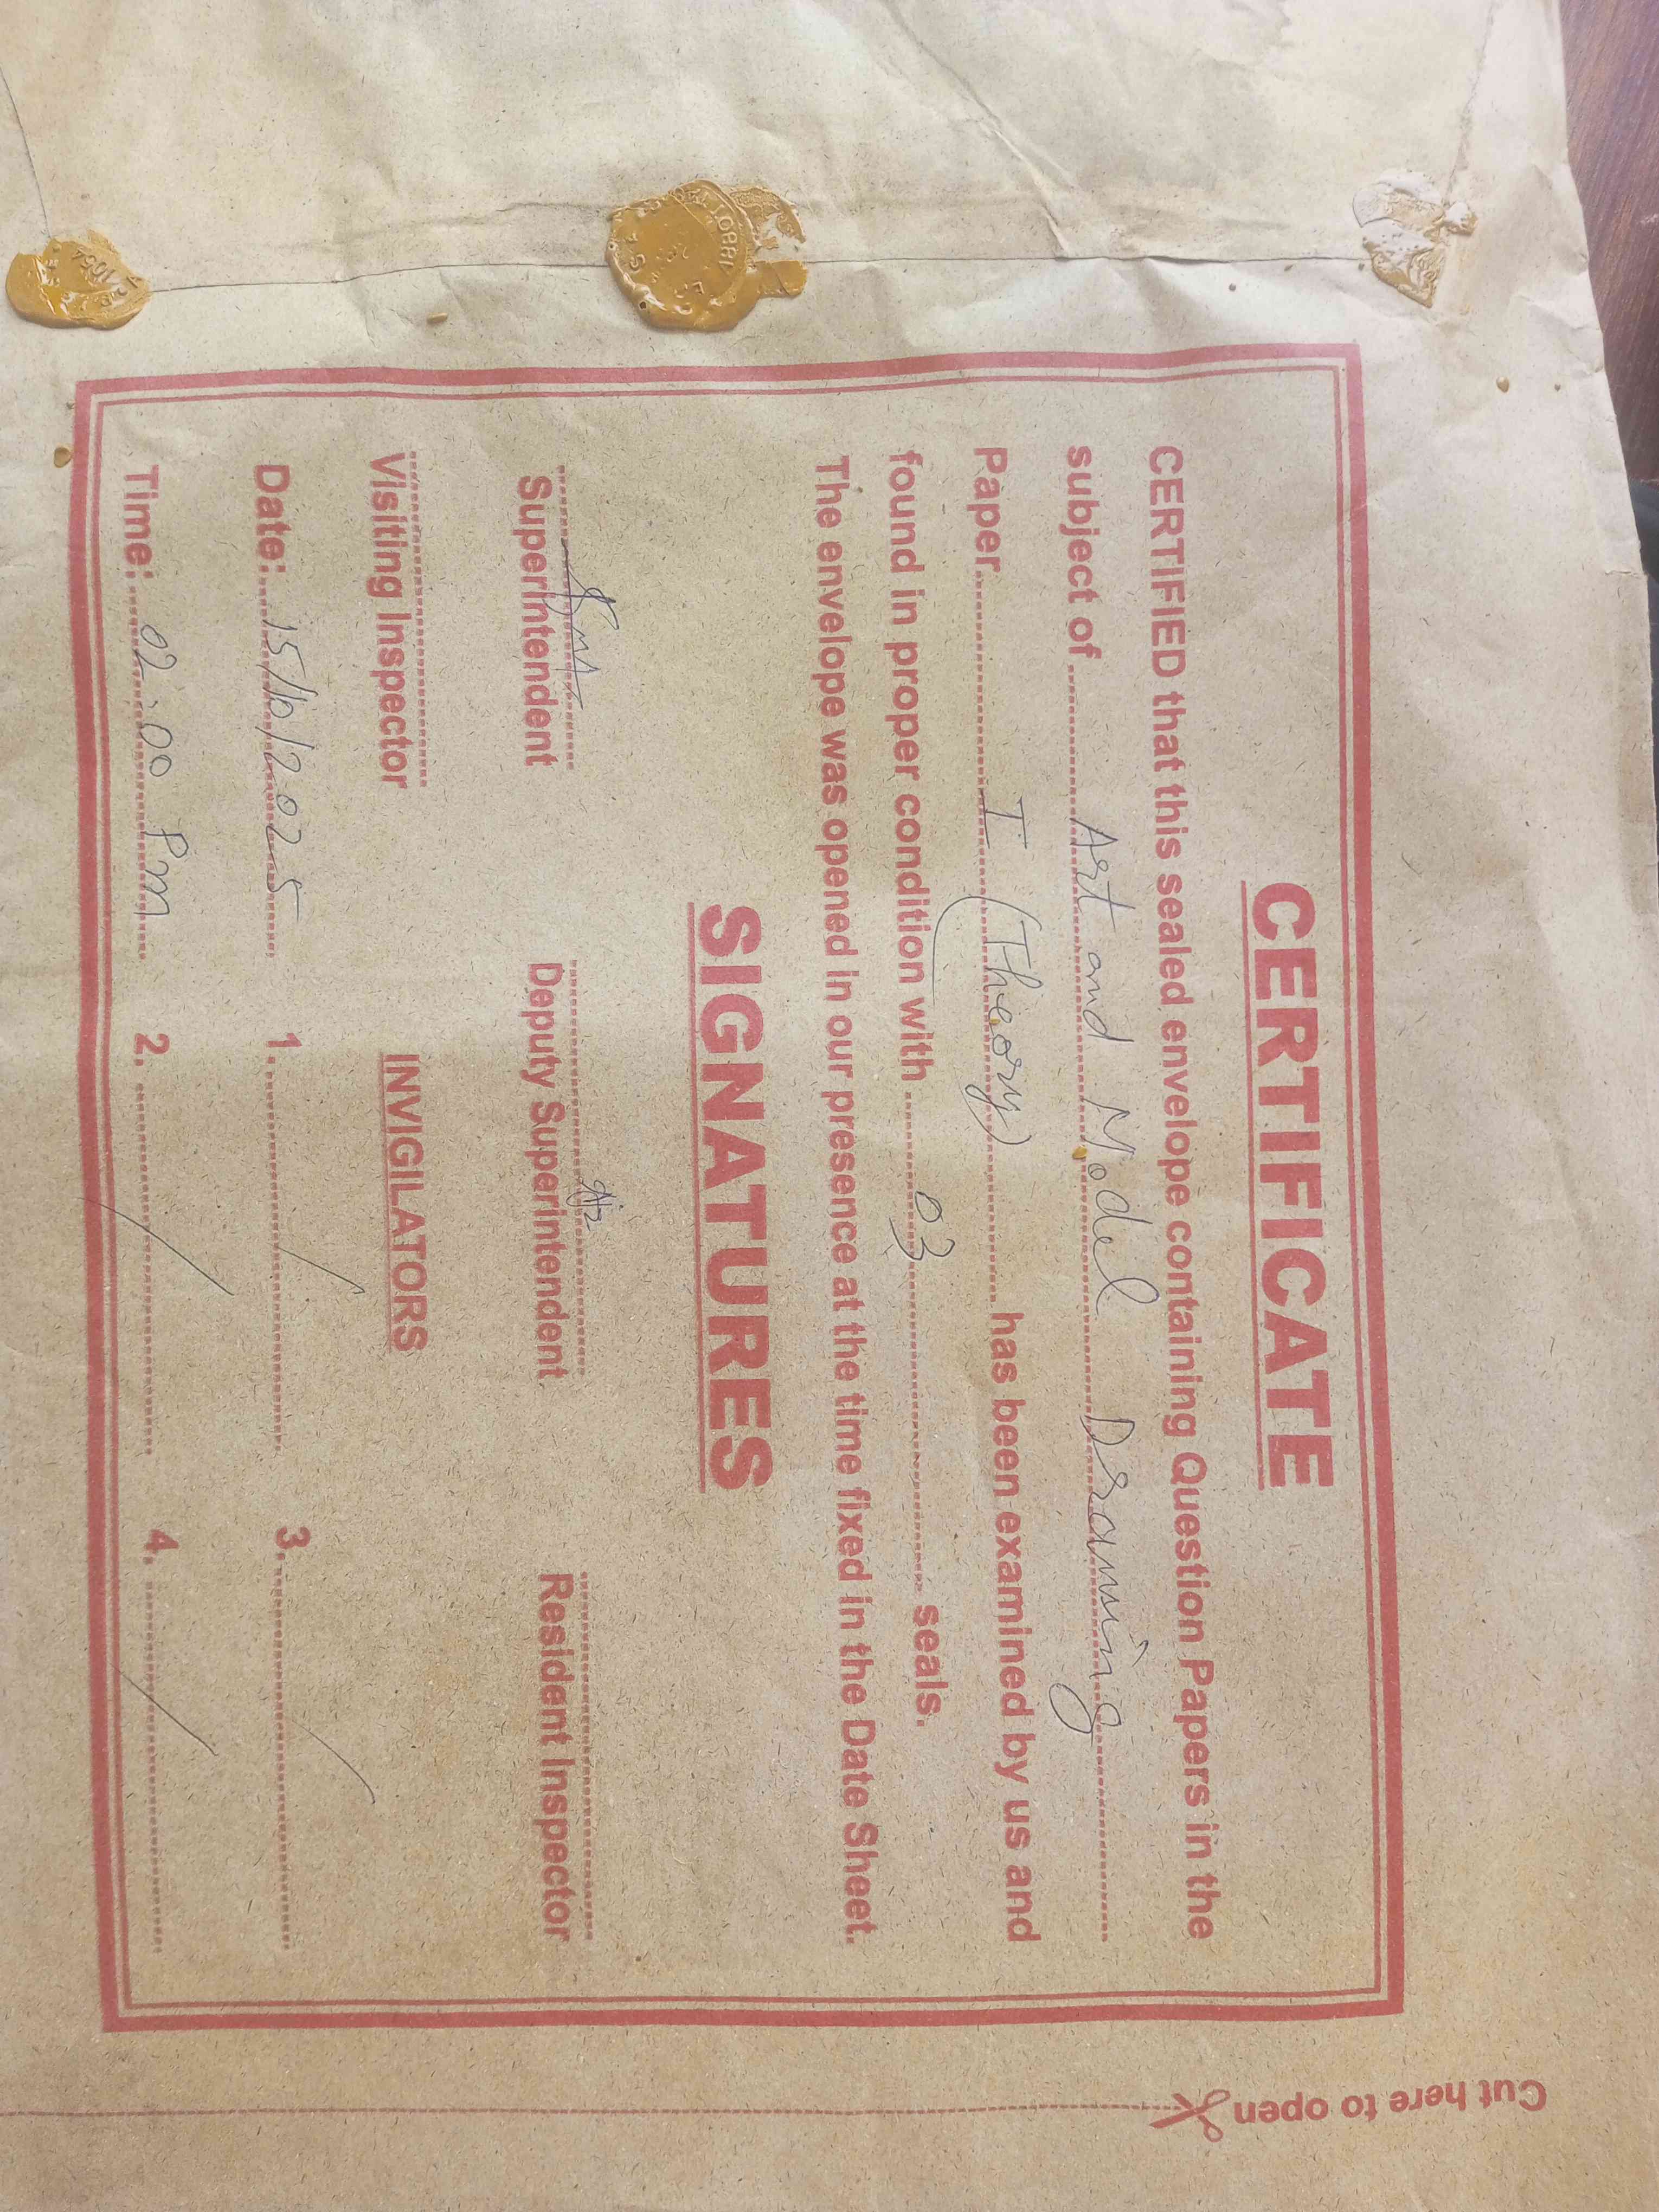 CERTIFICATE
CERTIFIED that this sealed envelope containing Question Papers in the
subject of Art and Model Drawing
Paper I (Theory) has been examined by us and
found in proper condition with 03 seals.
The envelope was opened in our presence at the time fixed in the Date Sheet.
SIGNATURES
Superintendent Deputy Superintendent Resident Inspector
Visiting Inspector INVIGILATORS
Date: 15/10/2025 1. 3.
Time: 02:00 Pm 2. 4.
Cut here to open